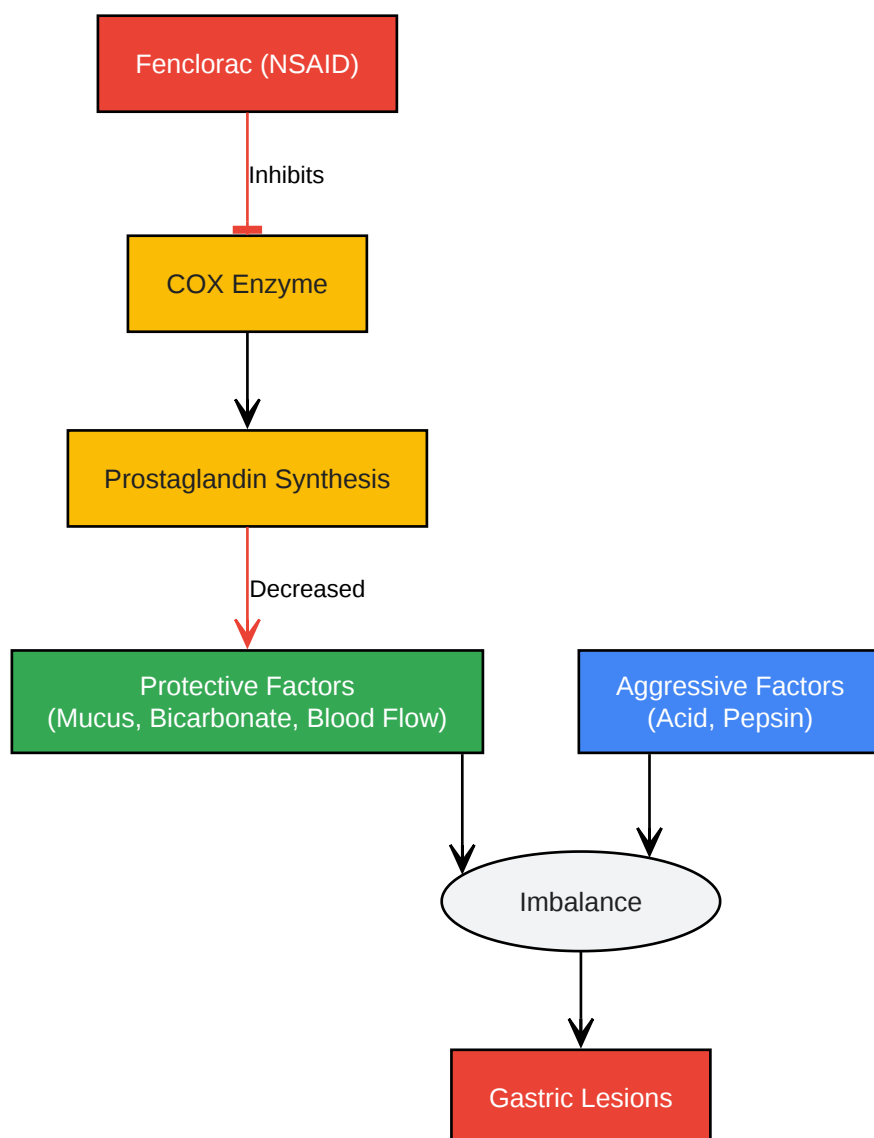 Fenclorac (NSAID)
Inhibits
COX Enzyme
Prostaglandin Synthesis
Decreased
Protective Factors
(Mucus, Bicarbonate, Blood Flow)
Aggressive Factors
(Acid, Pepsin)
Imbalance
Gastric Lesions